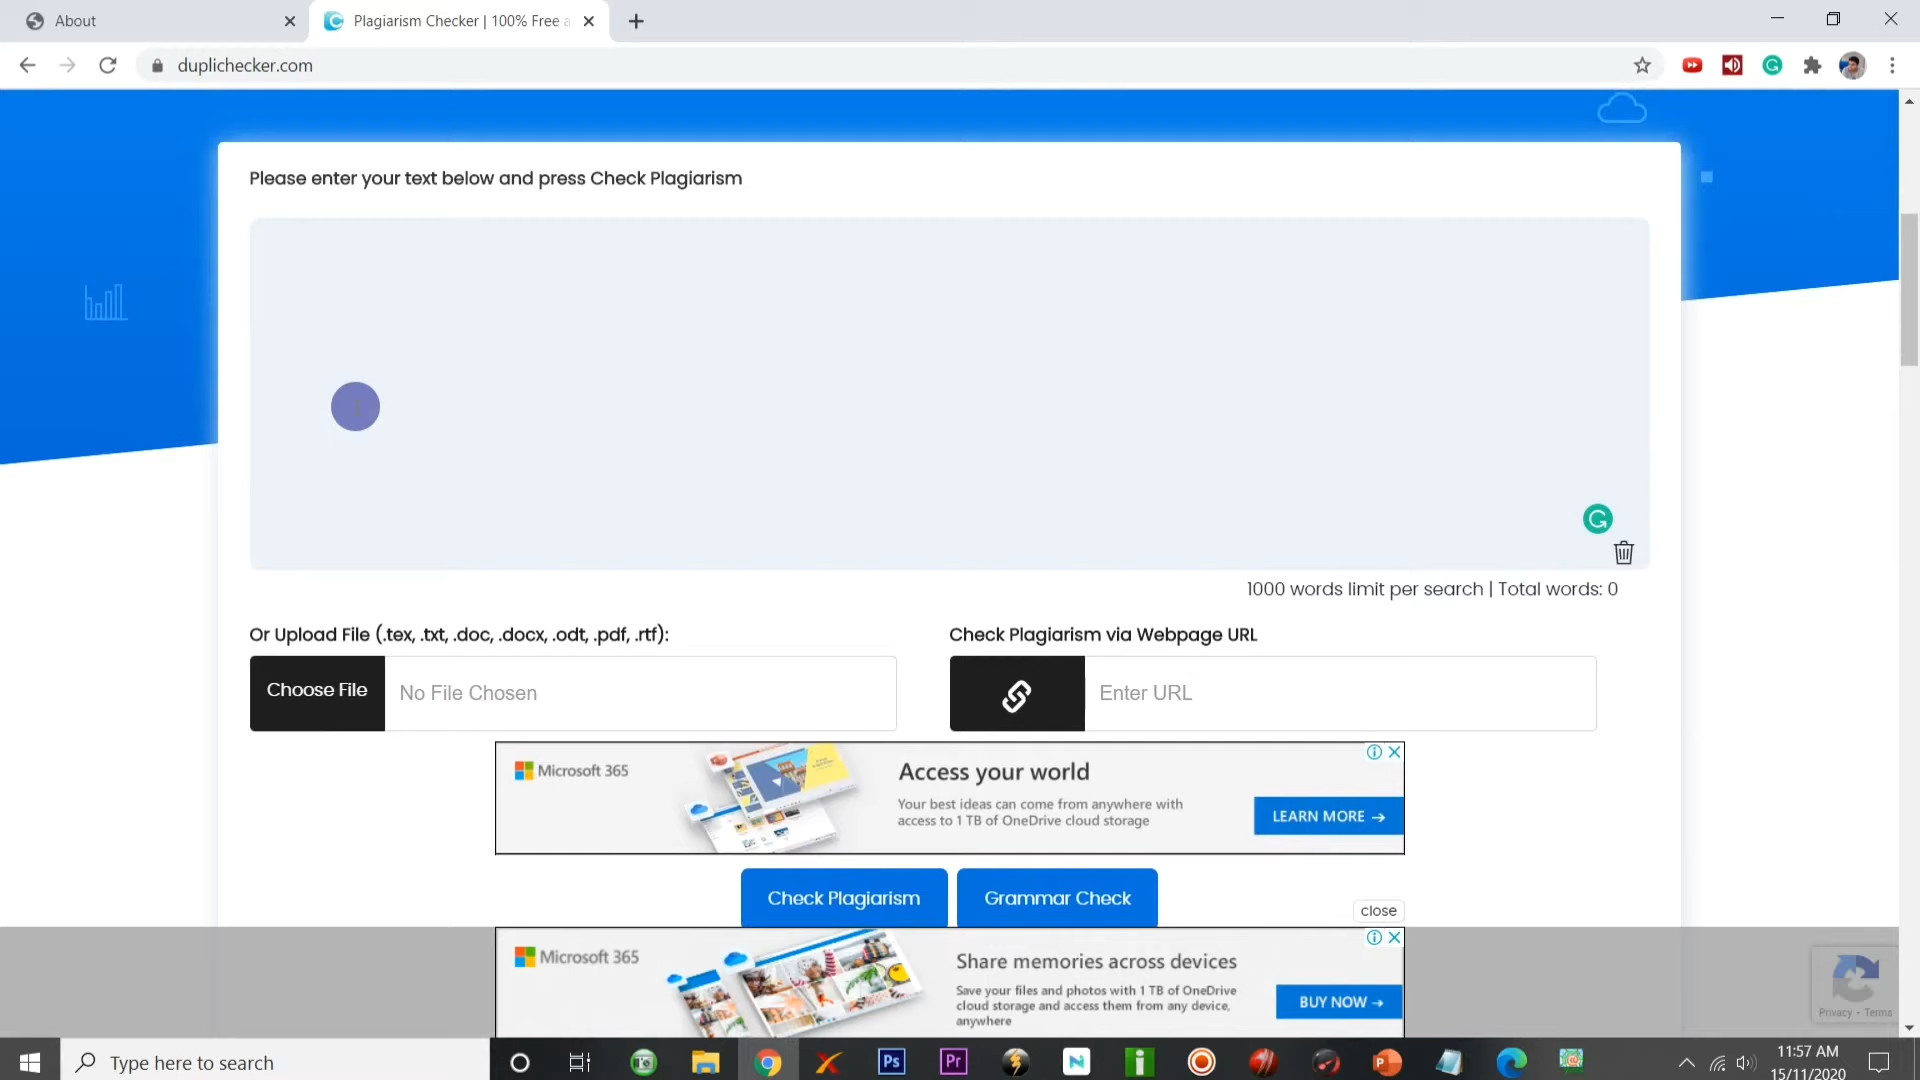 About
Plagiarism Checker | 100% Free a
duplichecker.com
Please enter your text below and press Check Plagiarism
1000 words limit per search | Total words: 0
Or Upload File (.tex, .txt, .doc, .docx, .odt, .pdf, .rtf):
Check Plagiarism via Webpage URL
Choose File
No File Chosen
Enter URL
Microsoft 365
Access your world
Your best ideas can come from anywhere with
access to 1 TB of OneDrive cloud storage
LEARN MORE →
Check Plagiarism
Grammar Check
close
Microsoft 365
Share memories across devices
Save your files and photos with 1 TB of OneDrive
cloud storage and access them from any device,
anywhere
BUY NOW →
Privacy - Terms
Type here to search
Ps
Pr
N
11:57 AM
15/11/2020